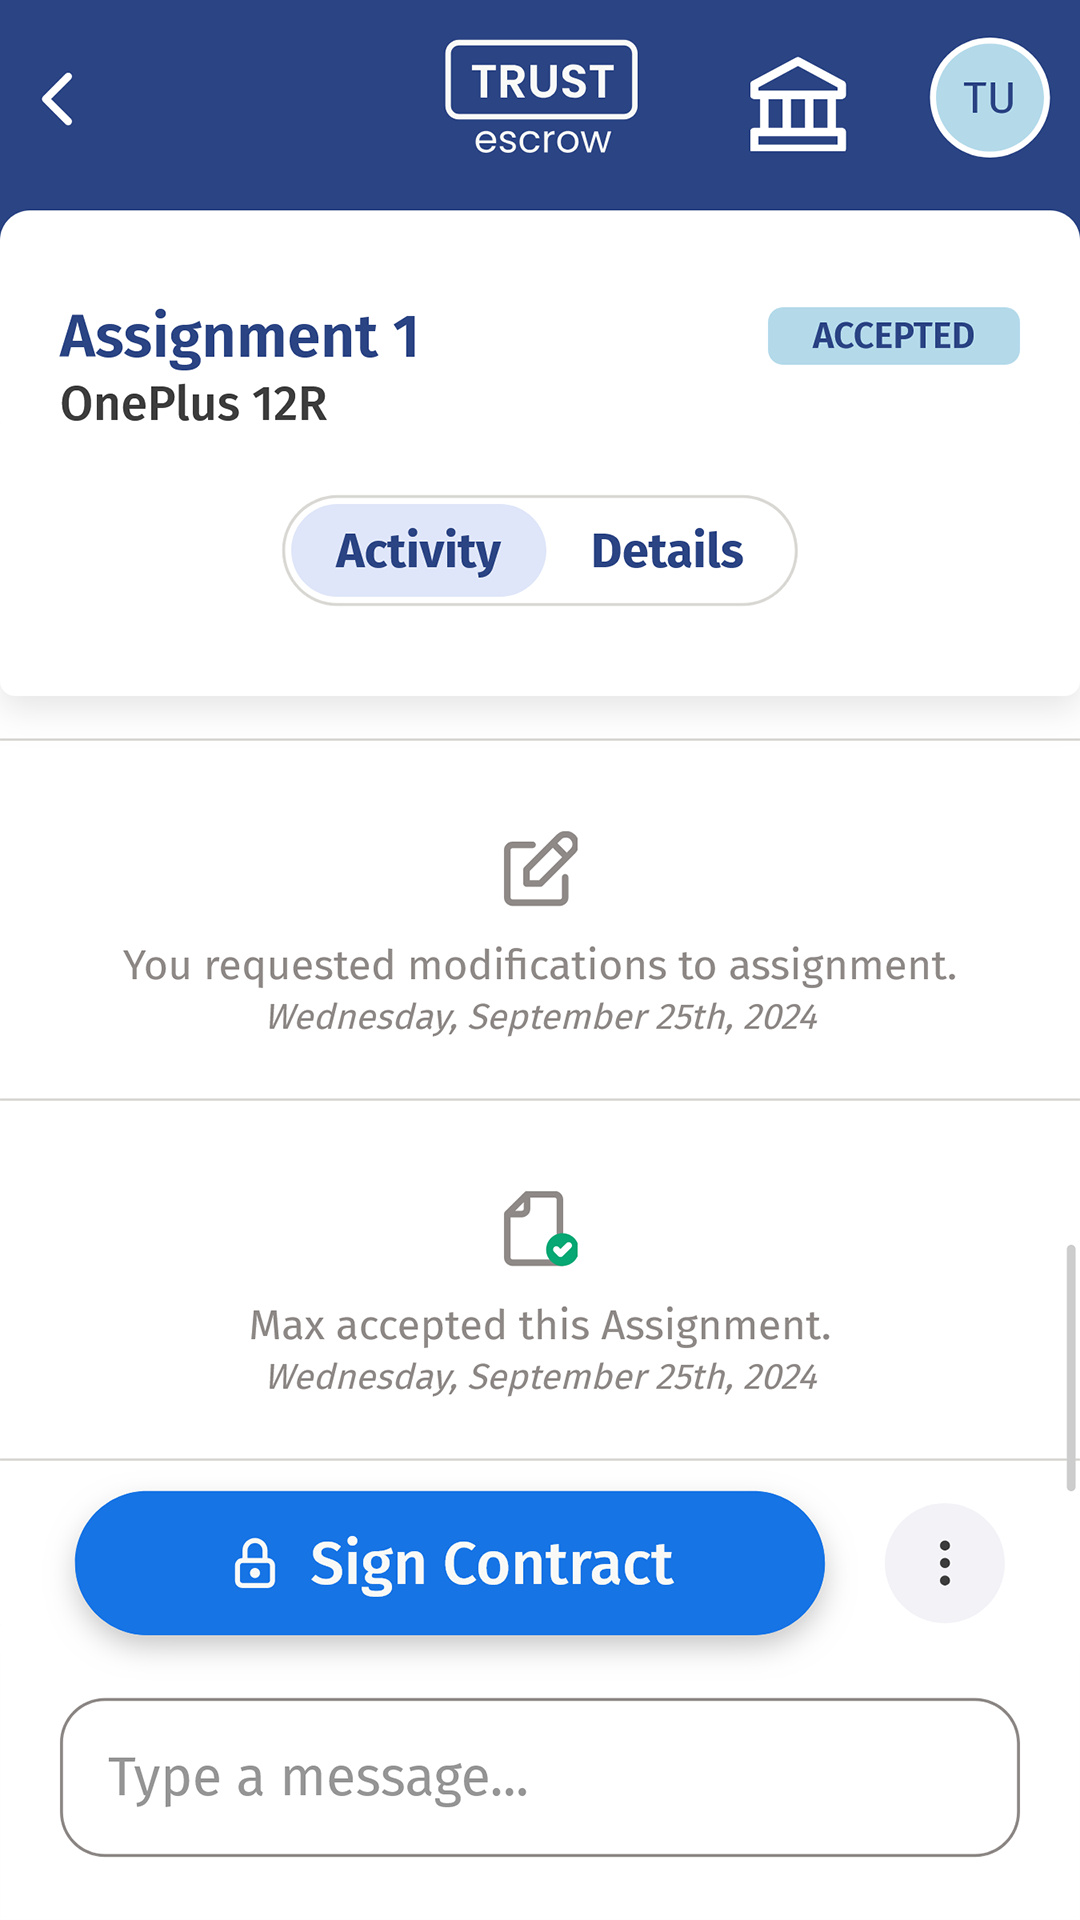 TRUST
escrow
TU
Assignment 1
ACCEPTED
OnePlus 12R
Activity
Details
You requested modifications to assignment.
Wednesday, September 25th, 2024
Max accepted this Assignment.
Wednesday, September 25th, 2024
Sign Contract
Type a message...